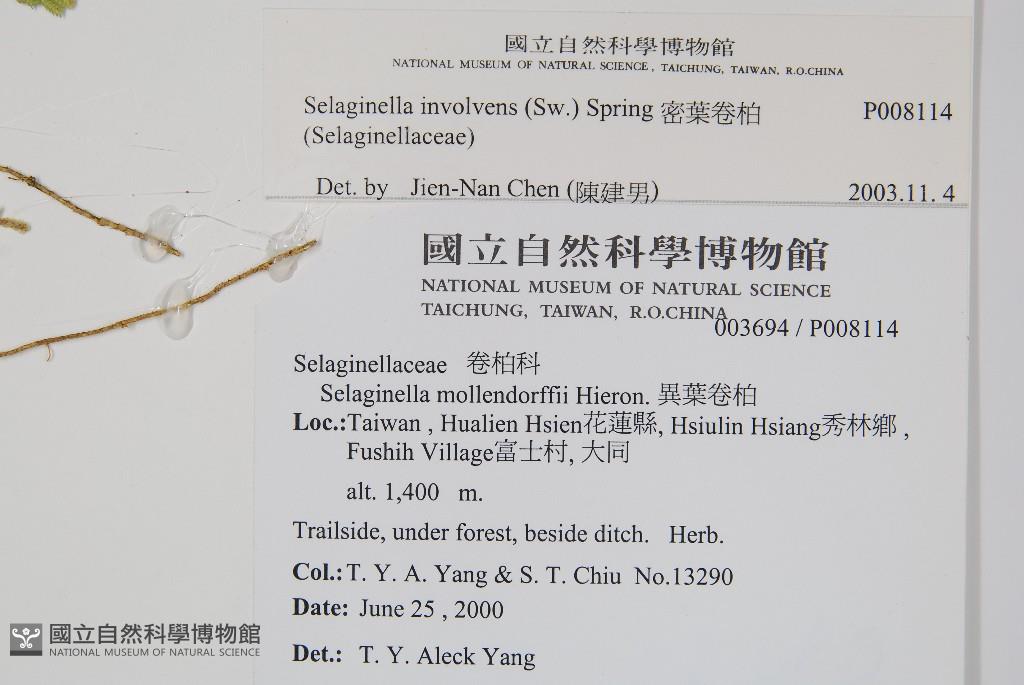 國立自然科學博物館
NATIONAL MUSEUM OF NATURAL SCIENCE, TAICHUNG, TAIWAN, R.O.CHINA
Selaginella involvens (Sw.) Spring 密葉卷柏 P008114
(Selaginellaceae)
Det. by Jien-Nan Chen (陳建男) 2003.11. 4
國立自然科學博物館
NATIONAL MUSEUM OF NATURAL SCIENCE
TAICHUNG, TAIWAN, R.O.CHINA
003694 / P008114
Selaginellaceae 卷柏科
Selaginella mollendorffii Hieron. 異葉卷柏
Loc.:Taiwan , Hualien Hsien花蓮縣, Hsiulin Hsiang秀林鄉 ,
Fushih Village富士村, 大同
alt. 1,400 m.
Trailside, under forest, beside ditch. Herb.
Col.: T. Y. A. Yang & S. T. Chiu No.13290
Date: June 25 , 2000
Det.: T. Y. Aleck Yang
國立自然科學博物館
NATIONAL MUSEUM OF NATURAL SCIENCE